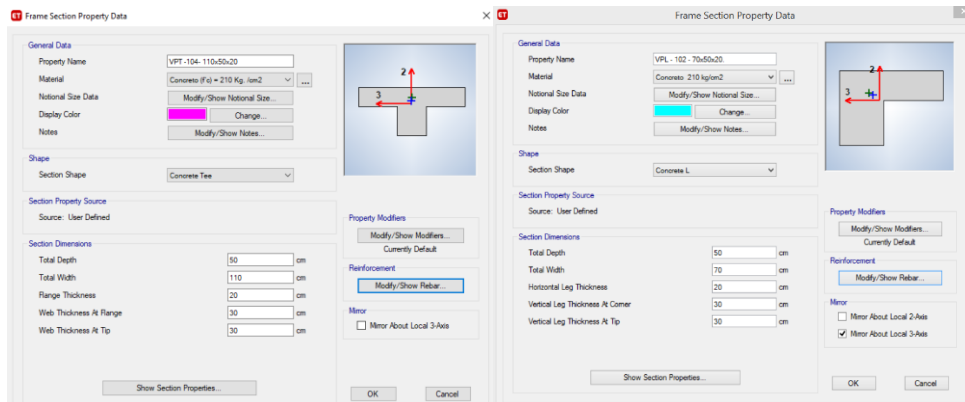 Frame Section Property Data
General Data
Property Name VPT -104- 110x50x20
Material Concreto (f'c) = 210 Kg. /cm2 ...
Notional Size Data Modify/Show Notional Size...
Display Color Change...
Notes Modify/Show Notes...
2
3
Shape
Section Shape Concrete Tee
Section Property Source
Source: User Defined
Property Modifiers
Modify/Show Modifiers...
Currently Default
Section Dimensions
Total Depth 50 cm
Total Width 110 cm
Flange Thickness 20 cm
Web Thickness At Flange 30 cm
Web Thickness At Tip 30 cm
Reinforcement
Modify/Show Rebar...
Mirror
Mirror About Local 3-Axis
Show Section Properties...
OK Cancel
Frame Section Property Data
General Data
Property Name VPL - 102 - 70x50x20.
Material Concreto 210 kg/cm2 ...
Notional Size Data Modify/Show Notional Size...
Display Color Change...
Notes Modify/Show Notes...
2
3
Shape
Section Shape Concrete L
Section Property Source
Source: User Defined
Property Modifiers
Modify/Show Modifiers...
Currently Default
Section Dimensions
Total Depth 50 cm
Total Width 70 cm
Horizontal Leg Thickness 20 cm
Vertical Leg Thickness At Corner 30 cm
Vertical Leg Thickness At Tip 30 cm
Reinforcement
Modify/Show Rebar...
Mirror
Mirror About Local 2-Axis
Mirror About Local 3-Axis
Show Section Properties...
OK Cancel